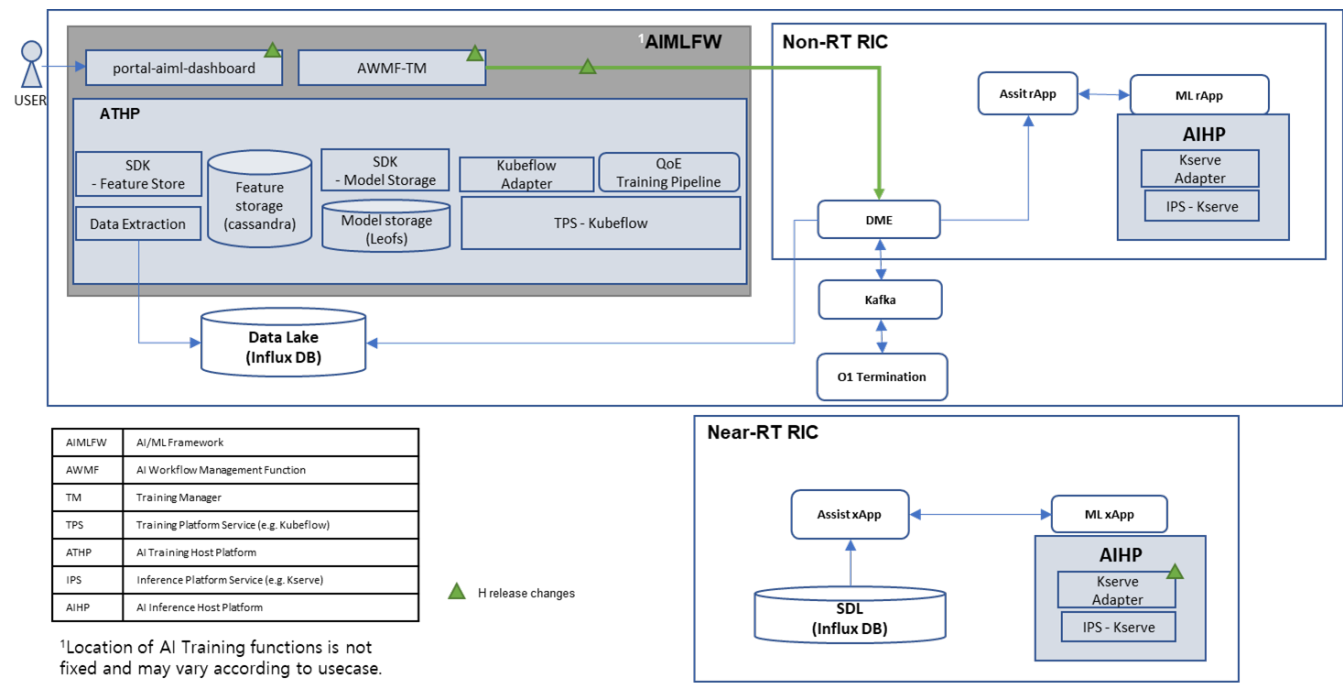 ¹AIMLFW
Non-RT RIC
USER
portal-aiml-dashboard
AWMF-TM
Assit rApp
ML rApp
ATHP
AIHP
SDK
- Feature Store
Feature
storage
(cassandra)
SDK
- Model Storage
Kubeflow
Adapter
QoE
Training Pipeline
Kserve
Adapter
IPS - Kserve
Data Extraction
Model storage
(Leofs)
TPS - Kubeflow
DME
Kafka
Data Lake
(Influx DB)
O1 Termination
AIMLFW AI/ML Framework
AWMF AI Workflow Management Function
TM Training Manager
TPS Training Platform Service (e.g. Kubeflow)
ATHP AI Training Host Platform
IPS Inference Platform Service (e.g. Kserve)
AIHP AI Inference Host Platform
H release changes
¹Location of AI Training functions is not
fixed and may vary according to usecase.
Near-RT RIC
Assist xApp
ML xApp
AIHP
Kserve
Adapter
IPS - Kserve
SDL
(Influx DB)